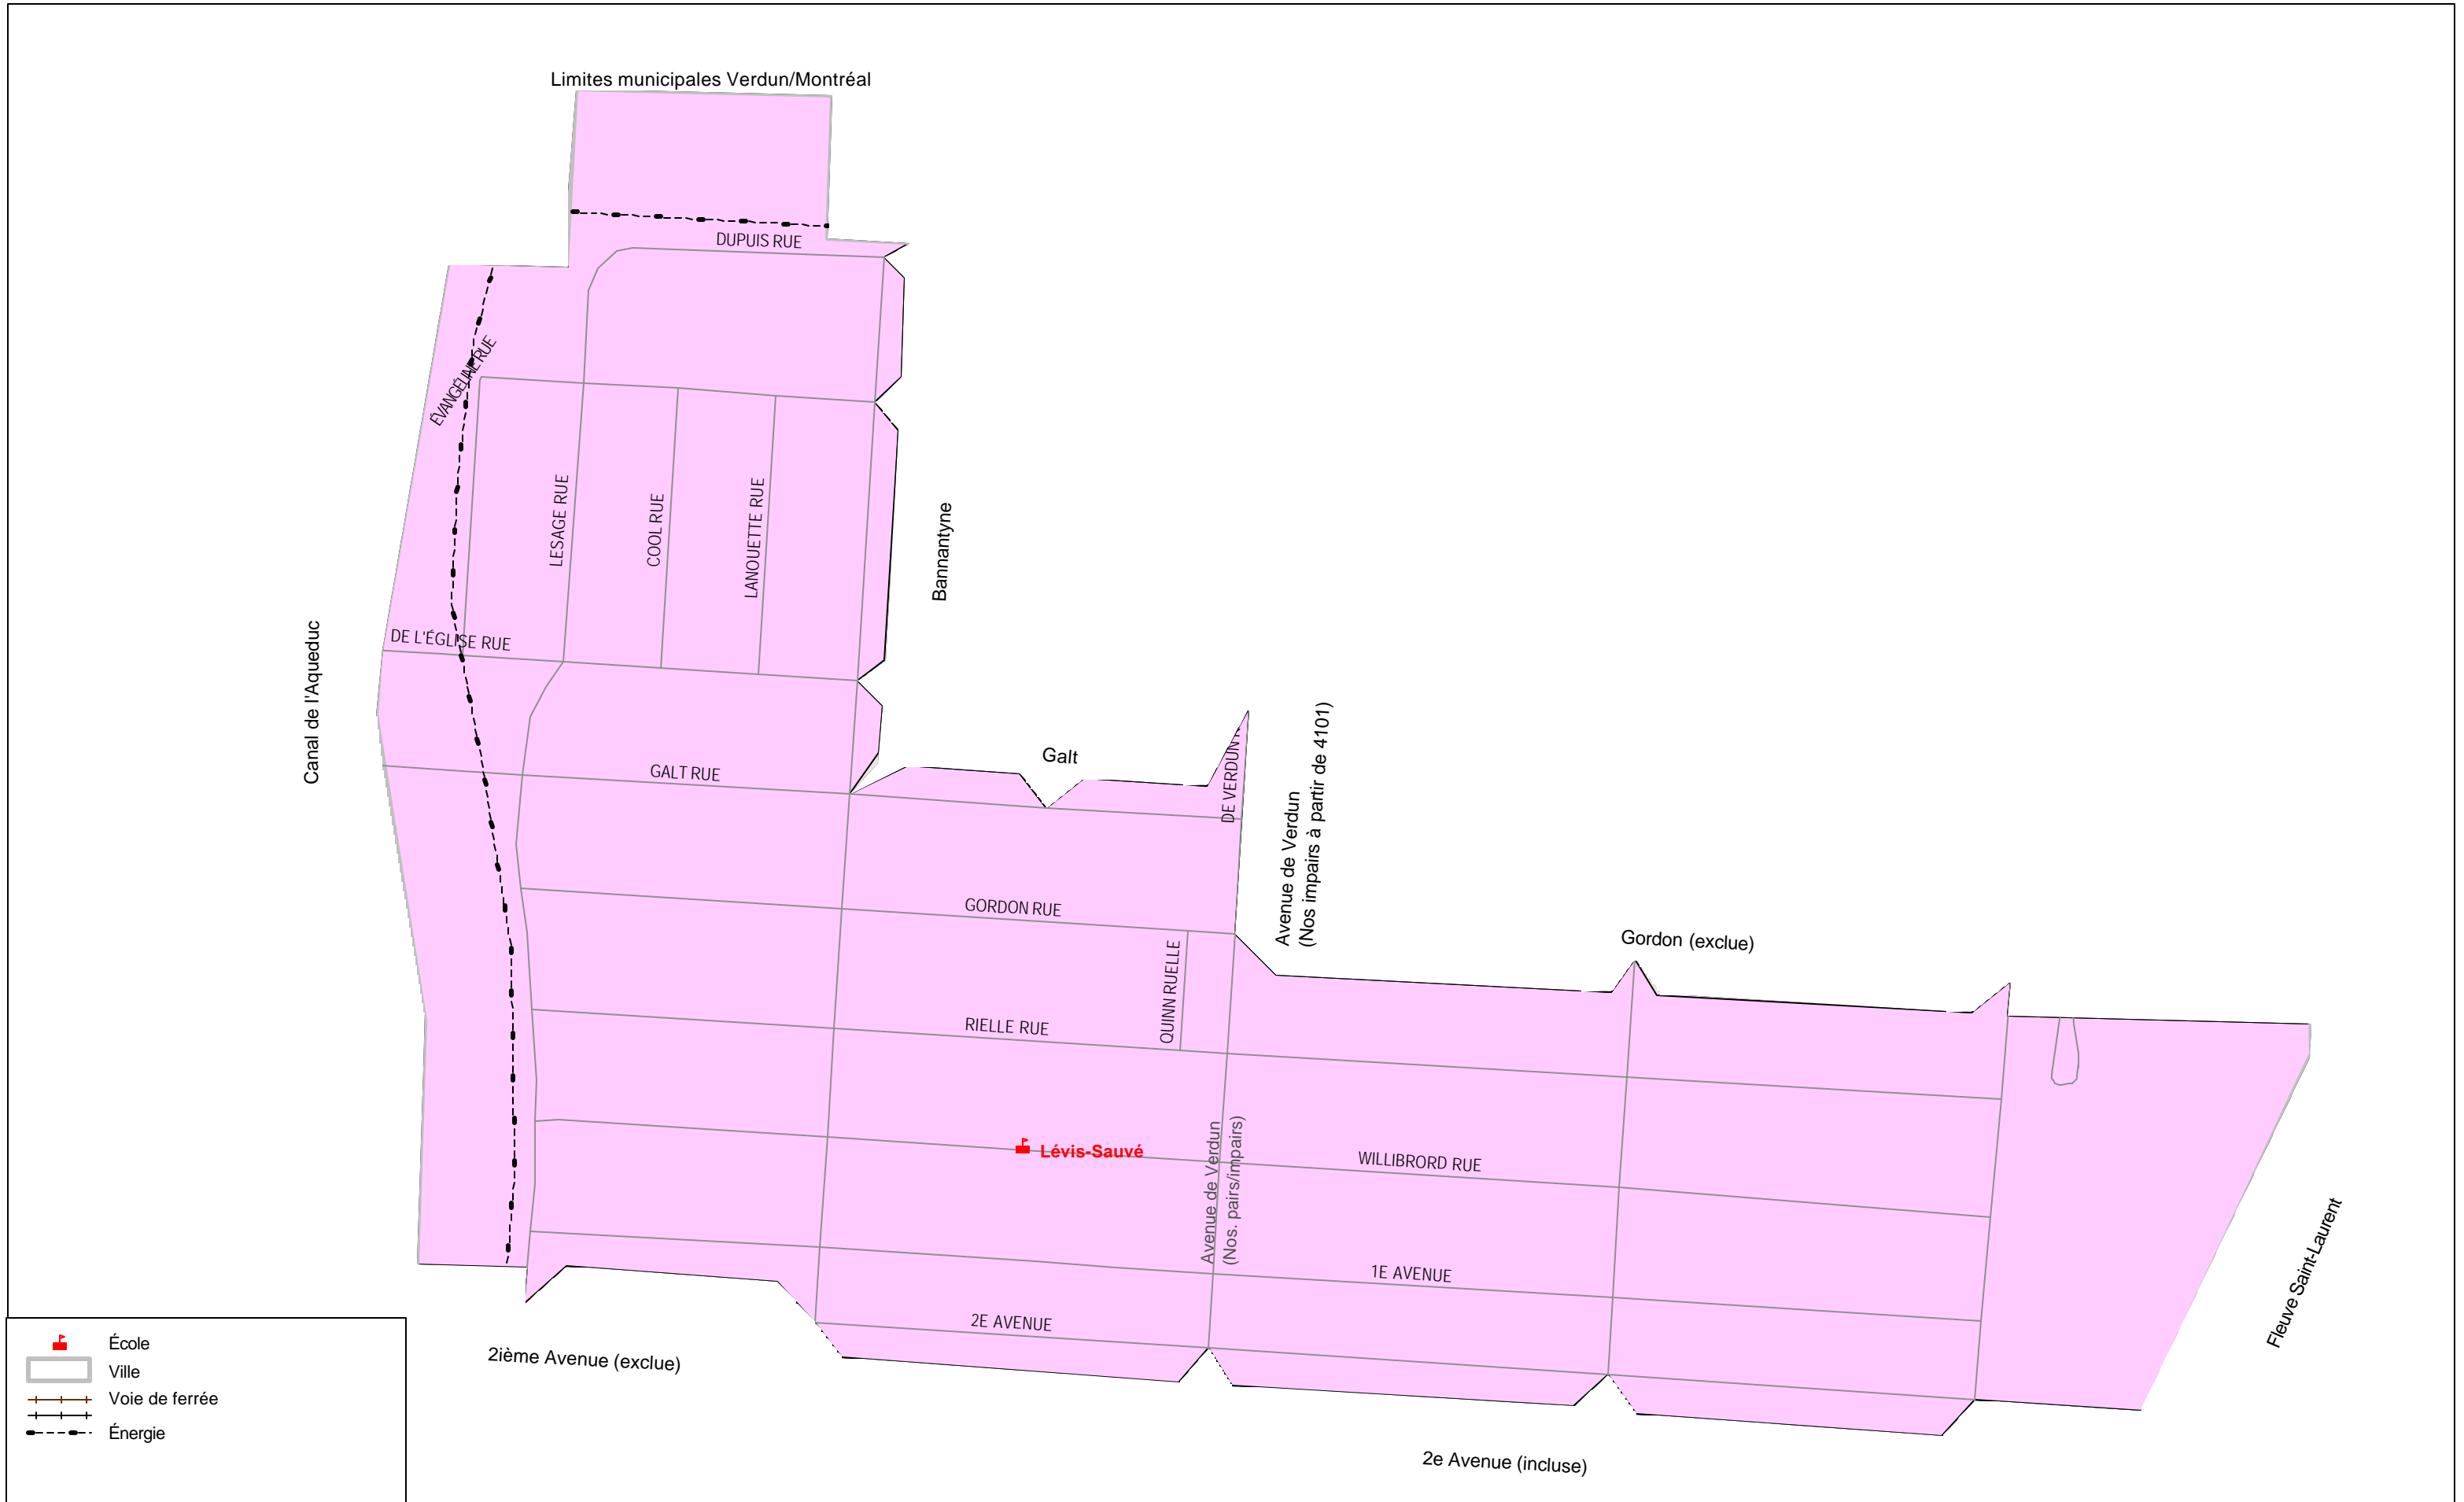 Limites municipales Verdun/Montréal
DUPUIS RUE
ÉVANGÉLINE RUE
LESAGE RUE
COOL RUE
LANOUETTE RUE
Bannantyne
DE L'ÉGLISE RUE
Canal de l'Aqueduc
GALT RUE
Galt
DE VERDUN
Avenue de Verdun
(Nos impairs à partir de 4101)
GORDON RUE
Gordon (exclue)
QUINN RUELLE
RIELLE RUE
Lévis-Sauvé
Avenue de Verdun
(Nos. pairs/impairs)
WILLIBRORD RUE
1E AVENUE
2E AVENUE
Fleuve Saint-Laurent
2ième Avenue (exclue)
2e Avenue (incluse)
École
Ville
Voie de ferrée
Énergie